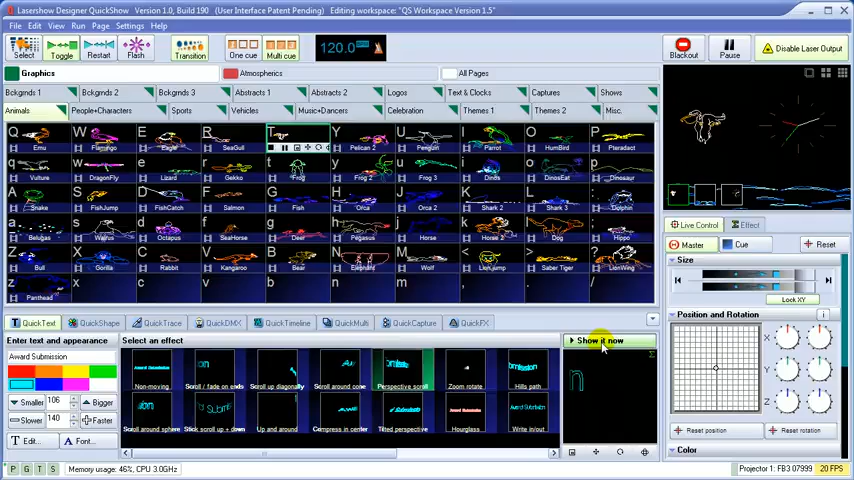 Lasershow Designer QuickShow Version 1.0, Build 190 (User Interface Patent Pending) Editing workspace: "QS Workspace Version 1.5"
File Edit View Run Page Settings Help
Select Toggle Restart Flash Transition One cue Multi cue 120.0 Blackout Pause Disable Laser Output
Graphics Atmospherics All Pages
Bckgrnds 1 Bckgrnds 2 Bckgrnds 3 Abstracts 1 Abstracts 2 Logos Text & Clocks Captures Shows
Animals People+Characters Sports Vehicles Music+Dancers Celebration Themes 1 Themes 2 Misc.
Q W E R T Y U I O P
Emu Flamingo Eagle SeaGull Pelican 2 Penguin Parrot HumBird Pteradact
q w e r t y u i o p
Vulture DragonFly Lizard Gekko Frog Frog 2 Frog 3 Dinos DinosEat Dinosaur
A S D F G H J K L :
Snake FishJump FishCatch Salmon Fish Orca Orca 2 Shark 2 Shark 3 Dolphin
a s d f g h j k l ;
Belugas Walrus Octapus SeaHorse Deer Pegasus Horse Horse 2 Dog Hippo
Z X C V B N M < > ?
Bull Gorilla Rabbit Kangaroo Bear Elephant Wolf LionJump Saber Tiger LionWing
z x c v b n m , . /
Panthead
QuickText QuickShape QuickTrace QuickDMX QuickTimeline QuickMulti QuickCapture QuickFX
Enter text and appearance
Award Submission
Smaller 106 Bigger
Slower 140 Faster
Edit... Font...
Select an effect
Non-moving Scroll / fade on ends Scroll up diagonally Scroll around cone Perspective scroll Zoom rotate Hills path
Scroll around sphere Stick scroll up + down Up and around Compress in center Tilted perspective Hourglass Write in/out
Show it now
n
Live Control Effect
Master Cue Reset
Size
Lock XY
Position and Rotation
X
Y
Z
Reset position Reset rotation
Color
P G T S Memory usage: 46%, CPU 3.0GHz Projector 1: FB3 07999 20 FPS